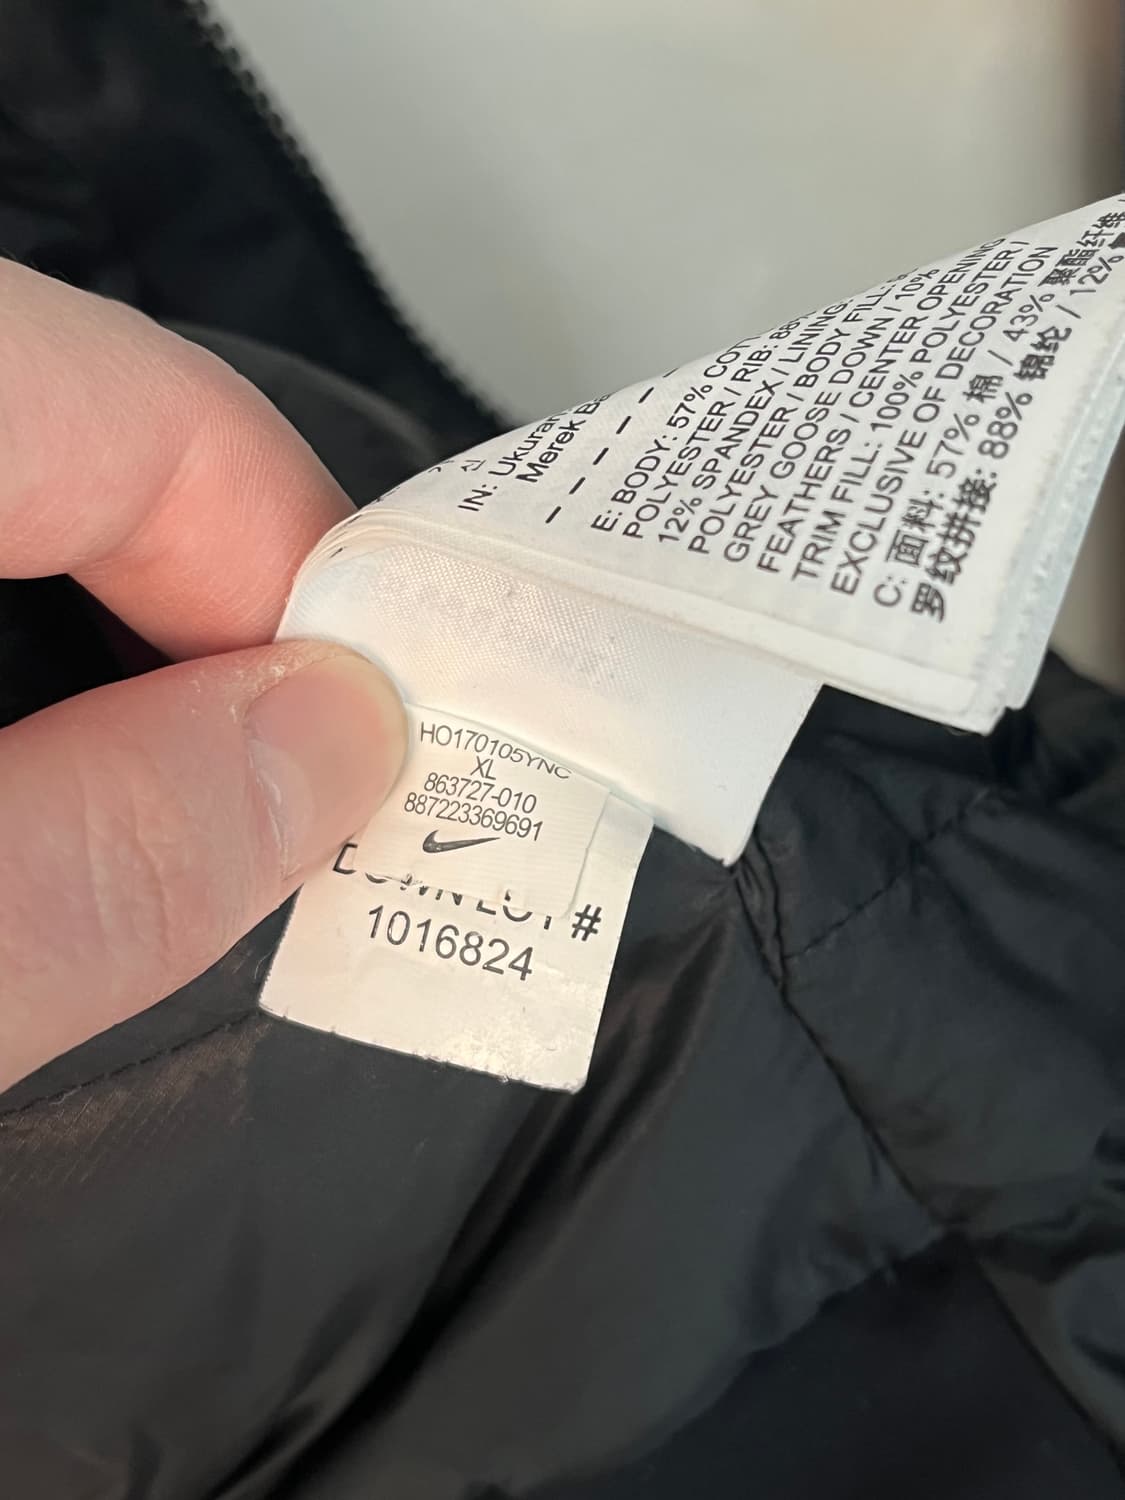 IN: Ukuran
Merek
E: BODY: 57%
POLYESTER / RIB:
12% SPANDEX / LINING:
POLYESTER / BODY FILL:
GREY GOOSE DOWN / 10%
FEATHERS / CENTER OPENING
TRIM FILL: 100% POLYESTER /
EXCLUSIVE OF DECORATION
C: 面料: 57% 棉 / 43% 聚酯纤维
罗纹拼接: 88% 锦纶 / 12%
HO170105YNC
XL
863727-010
887223369691
DOWN LOT #
1016824